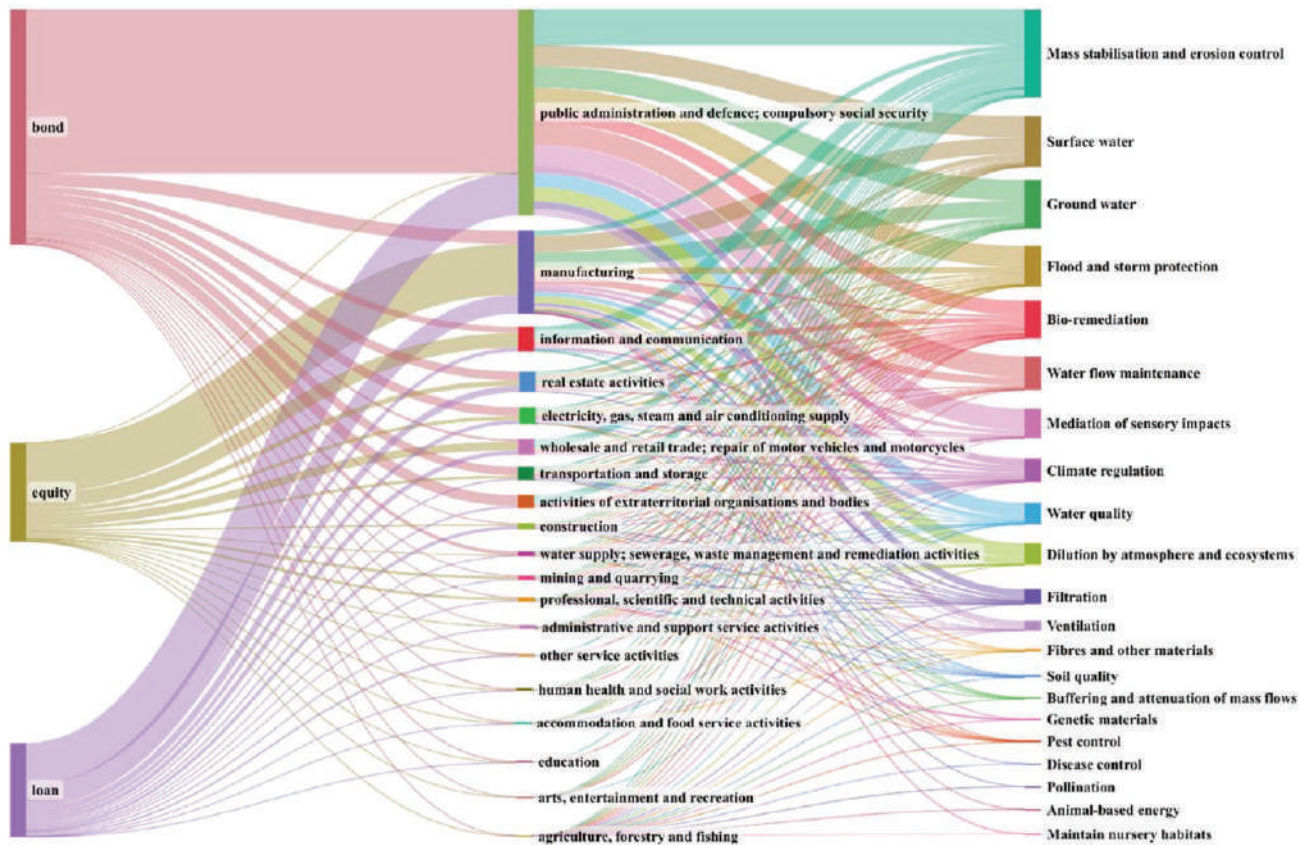 bond
equity
loan
public administration and defence; compulsory social security
manufacturing
information and communication
real estate activities
electricity, gas, steam and air conditioning supply
wholesale and retail trade; repair of motor vehicles and motorcycles
transportation and storage
activities of extraterritorial organisations and bodies
construction
water supply; sewerage, waste management and remediation activities
mining and quarrying
professional, scientific and technical activities
administrative and support service activities
other service activities
human health and social work activities
accommodation and food service activities
education
arts, entertainment and recreation
agriculture, forestry and fishing
Mass stabilisation and erosion control
Surface water
Ground water
Flood and storm protection
Bio-remediation
Water flow maintenance
Mediation of sensory impacts
Climate regulation
Water quality
Dilution by atmosphere and ecosystems
Filtration
Ventilation
Fibres and other materials
Soil quality
Buffering and attenuation of mass flows
Genetic materials
Pest control
Disease control
Pollination
Animal-based energy
Maintain nursery habitats